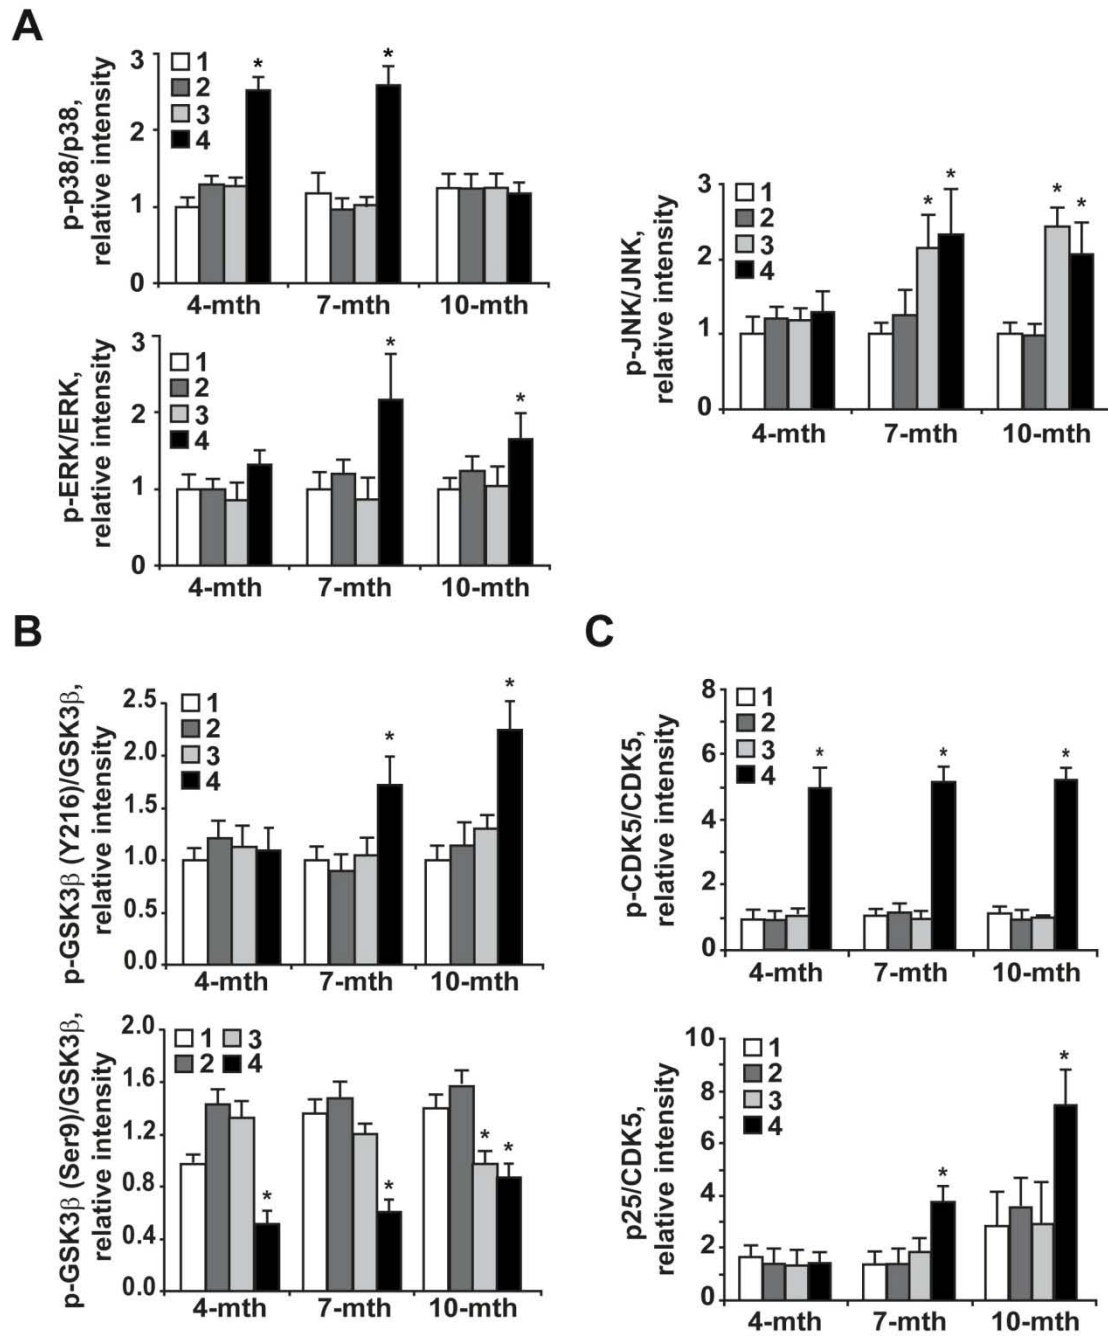 A
p-p38/p38,
relative intensity
3
2
1
0
1
2
3
4
*
*
4-mth
7-mth
10-mth
p-ERK/ERK,
relative intensity
3
2
1
0
1
2
3
4
*
*
4-mth
7-mth
10-mth
p-JNK/JNK,
relative intensity
3
2
1
0
1
2
3
4
*
*
*
*
4-mth
7-mth
10-mth
B
p-GSK3β (Y216)/GSK3β,
relative intensity
2.5
2.0
1.5
1.0
0.5
0.0
1
2
3
4
*
*
4-mth
7-mth
10-mth
p-GSK3β (Ser9)/GSK3β,
relative intensity
2.0
1.6
1.2
0.8
0.4
0.0
1 3
2 4
*
*
*
*
4-mth
7-mth
10-mth
C
p-CDK5/CDK5,
relative intensity
8
6
4
2
0
1
2
3
4
*
*
*
4-mth
7-mth
10-mth
p25/CDK5,
relative intensity
10
8
6
4
2
0
1
2
3
4
*
*
4-mth
7-mth
10-mth